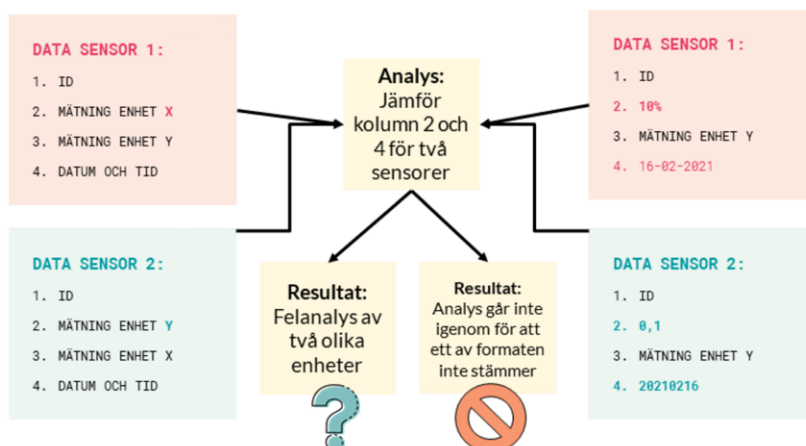 DATA SENSOR 1:
1. ID
2. MÄTNING ENHET X
3. MÄTNING ENHET Y
4. DATUM OCH TID
DATA SENSOR 2:
1. ID
2. MÄTNING ENHET Y
3. MÄTNING ENHET X
4. DATUM OCH TID
Analys:
Jämför
kolumn 2 och
4 för två
sensorer
Resultat:
Felanalys av
två olika
enheter
Resultat:
Analys går inte
igenom för att
ett av formaten
inte stämmer
DATA SENSOR 1:
1. ID
2. 10%
3. MÄTNING ENHET Y
4. 16-02-2021
DATA SENSOR 2:
1. ID
2. 0,1
3. MÄTNING ENHET Y
4. 20210216